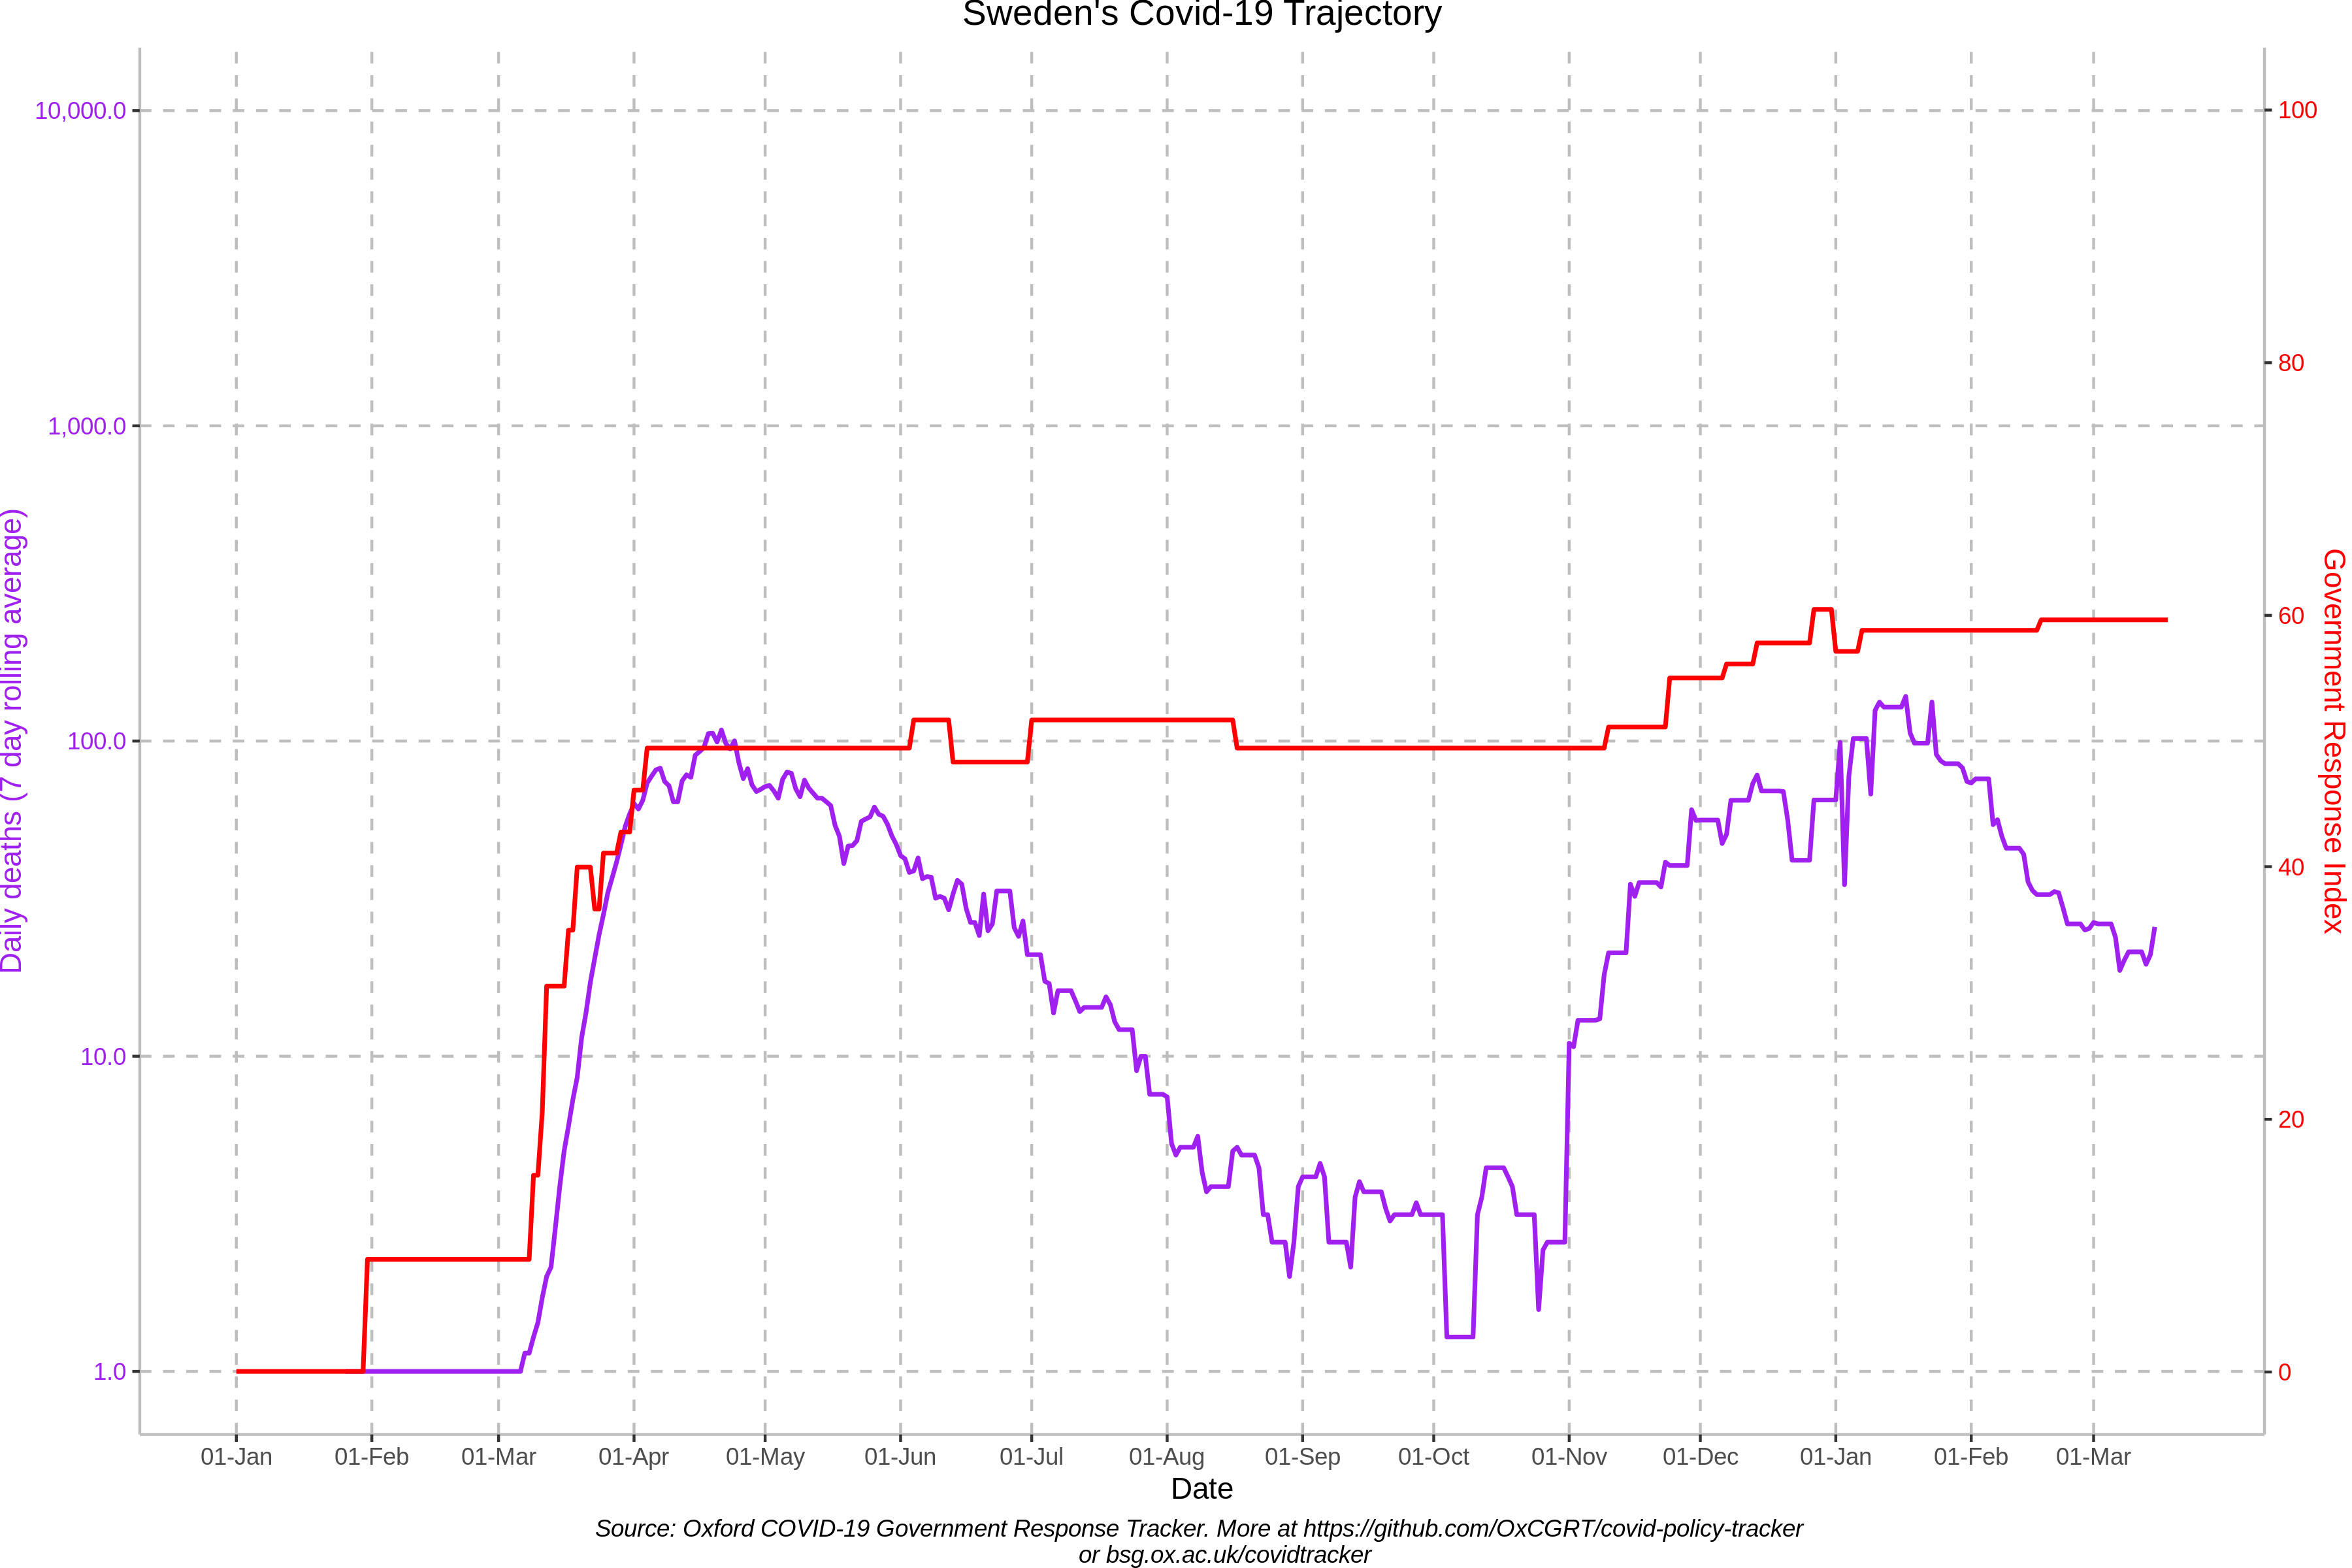 Sweden's Covid-19 Trajectory
10,000.0
1,000.0
100.0
10.0
1.0
Daily deaths (7 day rolling average)
100
80
60
40
20
0
Government Response Index
01-Jan 01-Feb 01-Mar 01-Apr 01-May 01-Jun 01-Jul 01-Aug 01-Sep 01-Oct 01-Nov 01-Dec 01-Jan 01-Feb 01-Mar
Date
Source: Oxford COVID-19 Government Response Tracker. More at https://github.com/OxCGRT/covid-policy-tracker
or bsg.ox.ac.uk/covidtracker